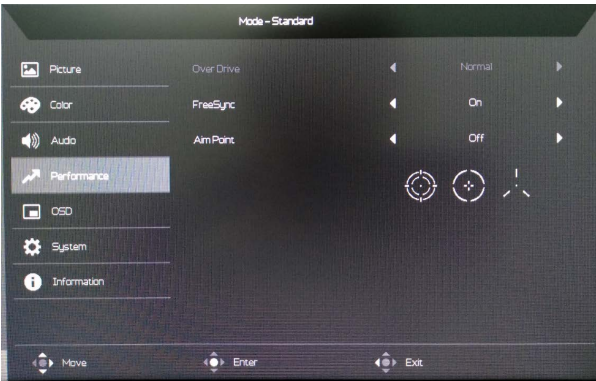 Mode - Standard
Picture
Over Drive Normal
Color
FreeSync On
Audio
Aim Point Off
Performance
OSD
System
Information
Move Enter Exit